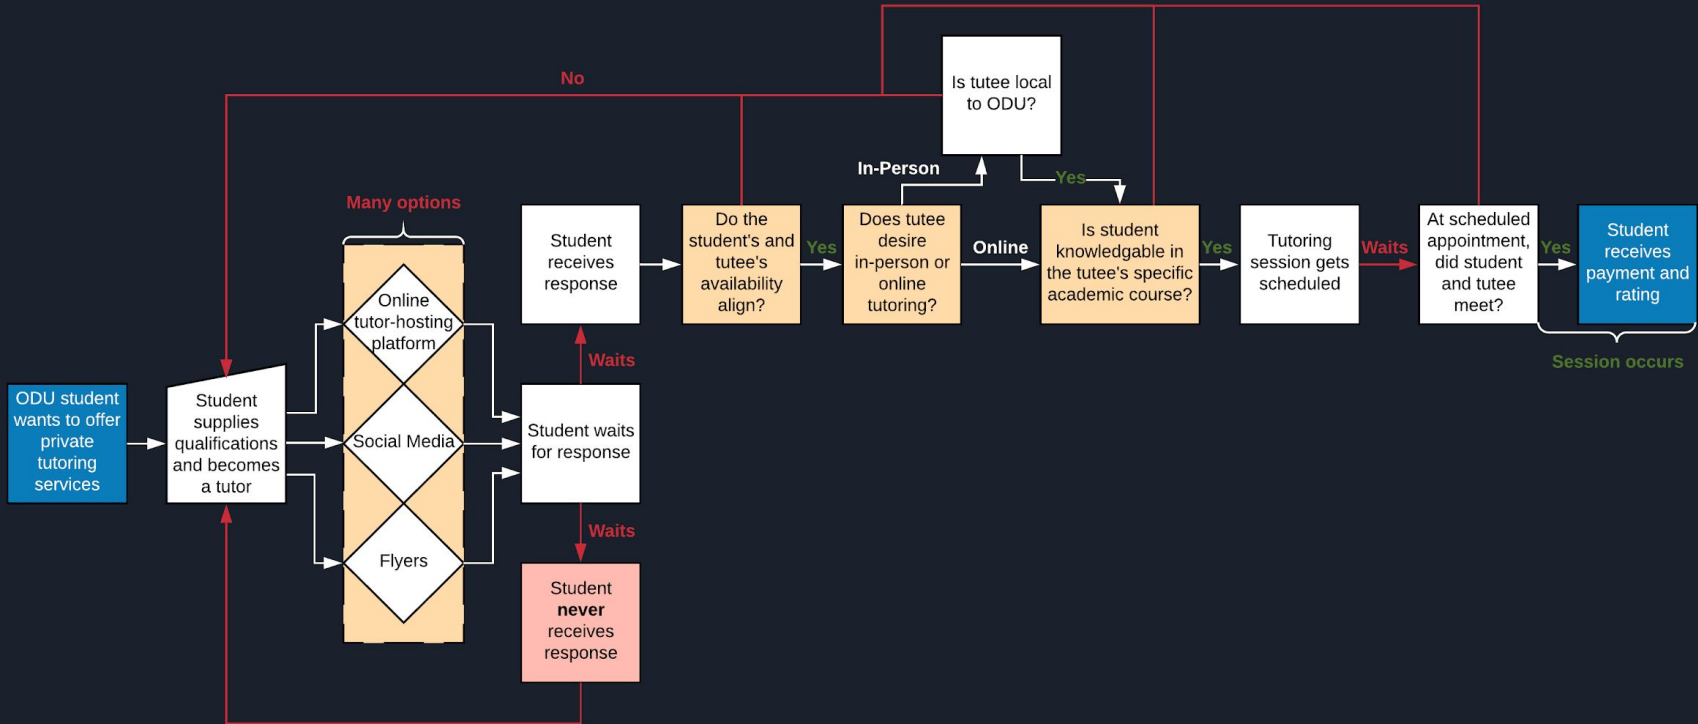 ODU student
wants to offer
private
tutoring
services
Student
supplies
qualifications
and becomes
a tutor
Many options
Online
tutor-hosting
platform
Social Media
Flyers
Student waits
for response
Waits
Student
receives
response
Waits
Student
never
receives
response
No
Do the
student's and
tutee's
availability
align?
Yes
Does tutee
desire
in-person or
online
tutoring?
In-Person
Is tutee local
to ODU?
Yes
Online
Is student
knowledgable in
the tutee's specific
academic course?
Yes
Tutoring
session gets
scheduled
Waits
At scheduled
appointment,
did student
and tutee
meet?
Yes
Student
receives
payment and
rating
Session occurs